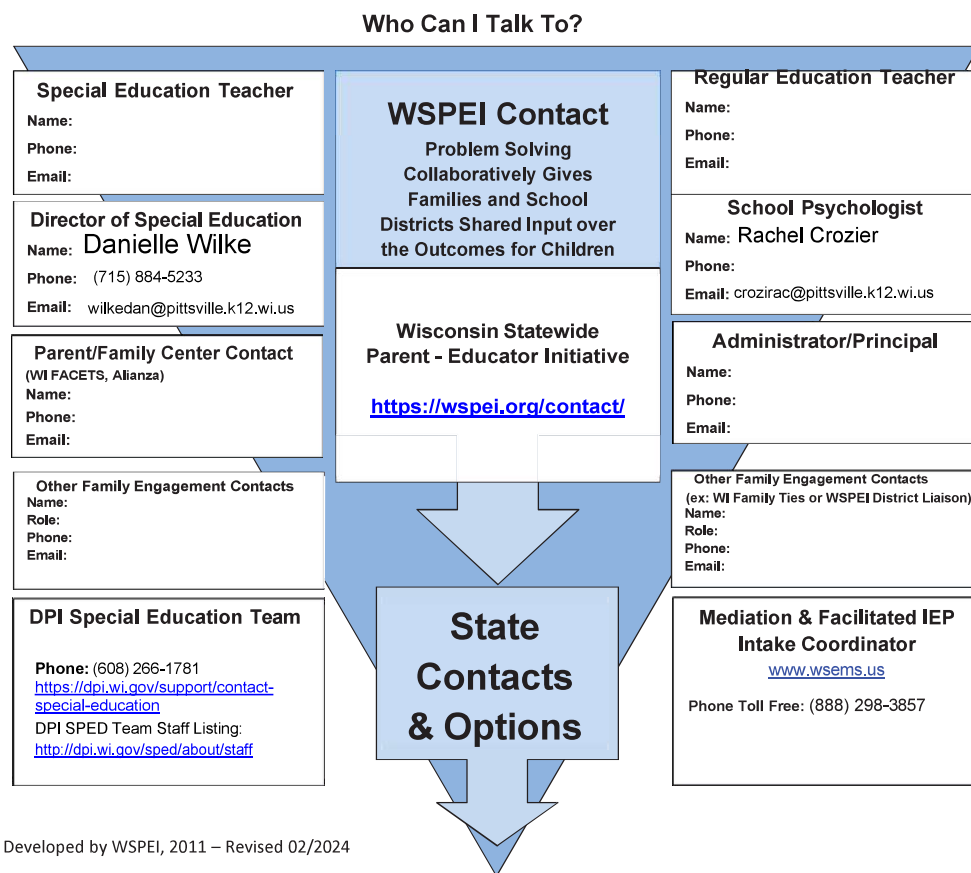 Who Can I Talk To?
Special Education Teacher
Name:
Phone:
Email:
WSPEI Contact
Problem Solving
Collaboratively Gives
Families and School
Districts Shared Input over
the Outcomes for Children
Regular Education Teacher
Name:
Phone:
Email:
Director of Special Education
Name: Danielle Wilke
Phone: (715) 884-5233
Email: wilkedan@pittsville.k12.wi.us
School Psychologist
Name: Rachel Crozier
Phone:
Email: crozirac@pittsville.k12.wi.us
Wisconsin Statewide
Parent - Educator Initiative
https://wspei.org/contact/
Parent/Family Center Contact
(WI FACETS, Alianza)
Name:
Phone:
Email:
Administrator/Principal
Name:
Phone:
Email:
Other Family Engagement Contacts
Name:
Role:
Phone:
Email:
Other Family Engagement Contacts
(ex: WI Family Ties or WSPEI District Liaison)
Name:
Role:
Phone:
Email:
DPI Special Education Team
Phone: (608) 266-1781
https://dpi.wi.gov/support/contact-
special-education
DPI SPED Team Staff Listing:
http://dpi.wi.gov/sped/about/staff
State
Contacts
& Options
Mediation & Facilitated IEP
Intake Coordinator
www.wsems.us
Phone Toll Free: (888) 298-3857
Developed by WSPEI, 2011 – Revised 02/2024